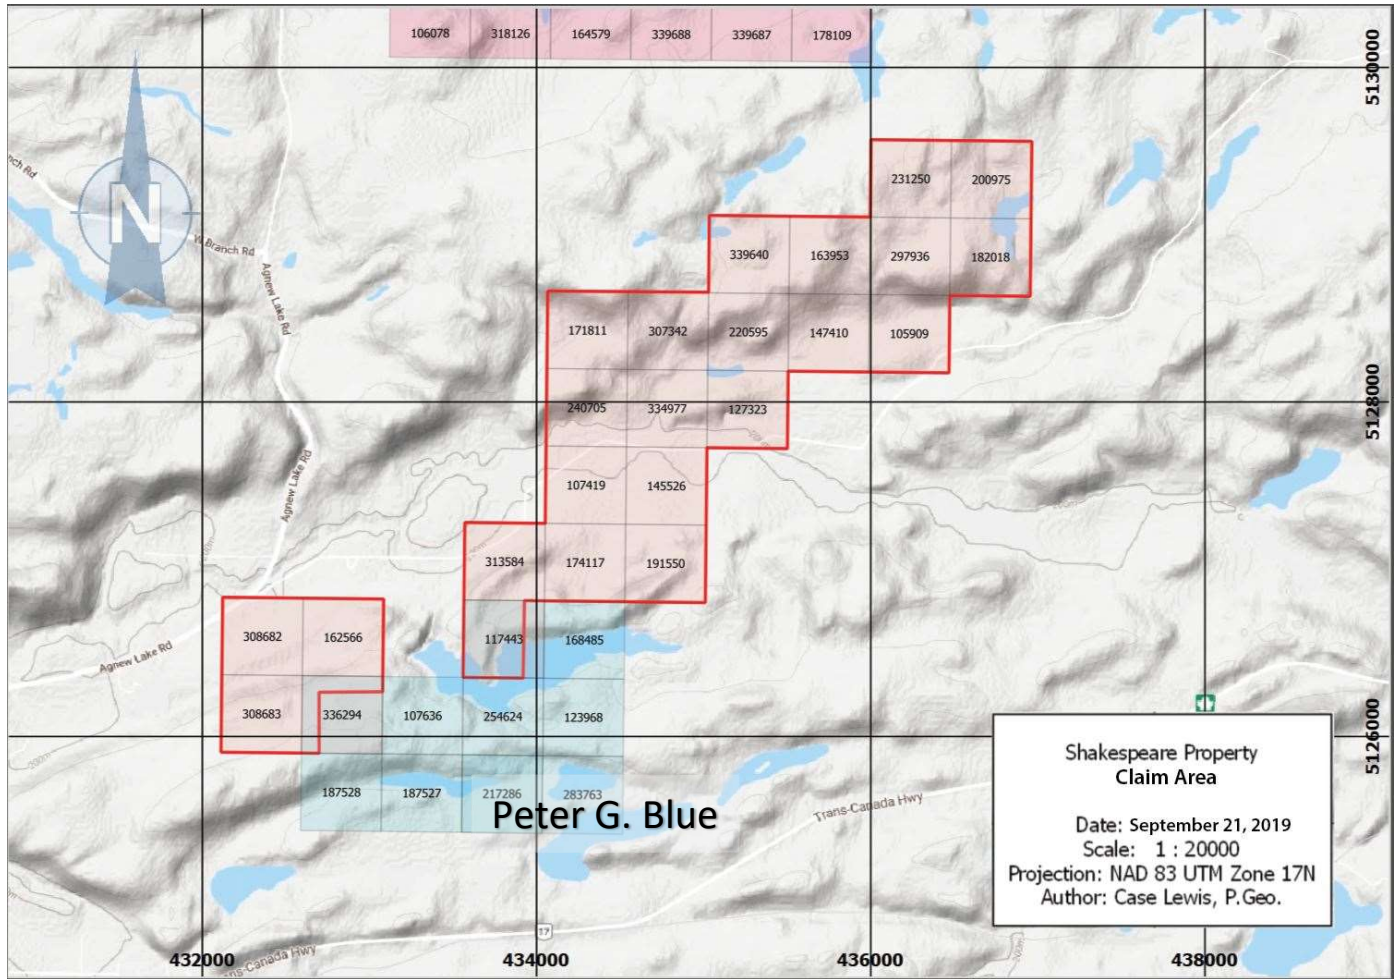 106078 318126 164579 339688 339687 178109
5130000
nch Rd
231250 200975
N
W Branch Rd
339640 163953 297936 182018
Agnew Lake Rd
171811 307342 220595 147410 105909
240705 334977 127323
5128000
Agnew Lake Rd
107419 145526
313584 174117 191550
308682 162566 117443 168485
Agnew Lake Rd
308683 336294 107636 254624 123968
5126000
187528 187527 217286 283763
Peter G. Blue
Trans-Canada Hwy
Shakespeare Property
Claim Area
Date: September 21, 2019
Scale: 1 : 20000
Projection: NAD 83 UTM Zone 17N
Author: Case Lewis, P.Geo.
17
ns-Canada Hwy
432000 434000 436000 438000